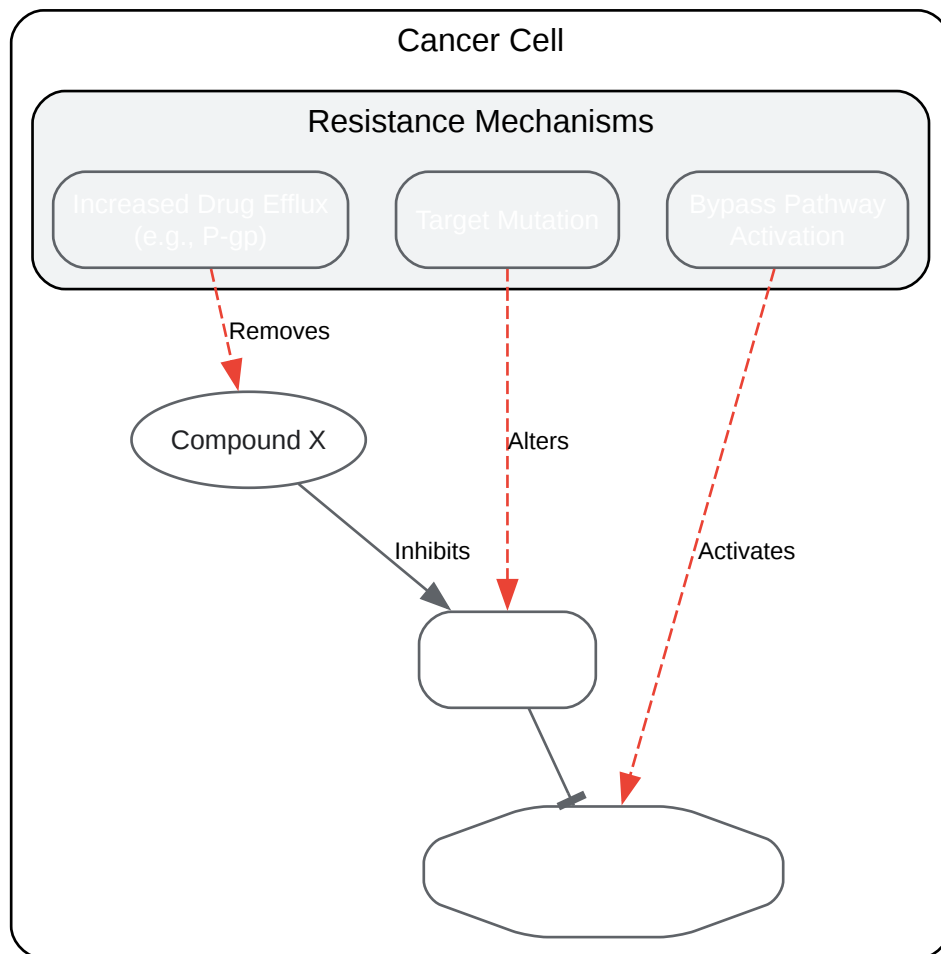 Cancer Cell
Resistance Mechanisms
Increased Drug Efflux
(e.g., P-gp)
Target Mutation
Bypass Pathway
Activation
Removes
Compound X
Alters
Inhibits
Activates